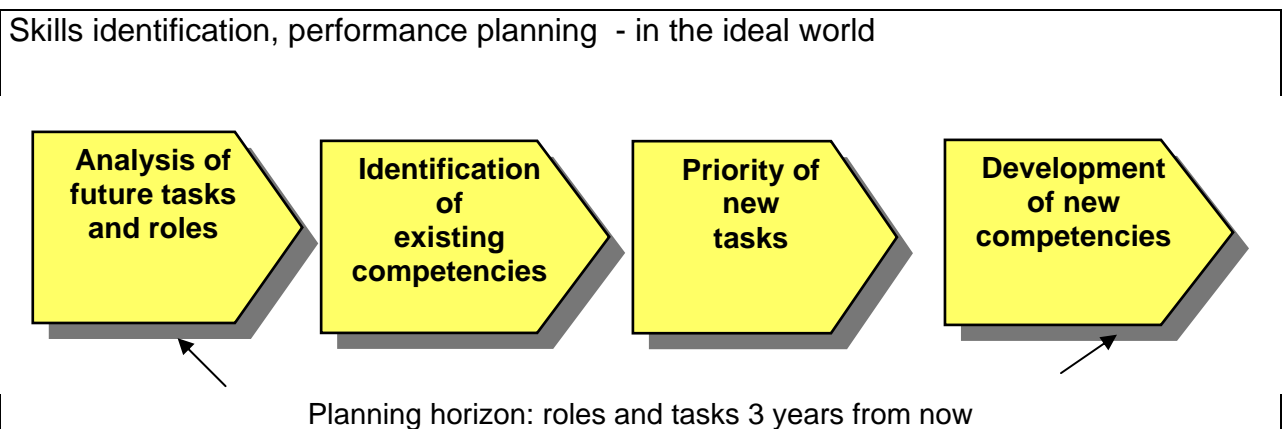 Skills identification, performance planning  - in the ideal world
Analysis of
future tasks
and roles
Identification
of
existing
competencies
Priority of
new
tasks
Development
of new
competencies
Planning horizon: roles and tasks 3 years from now